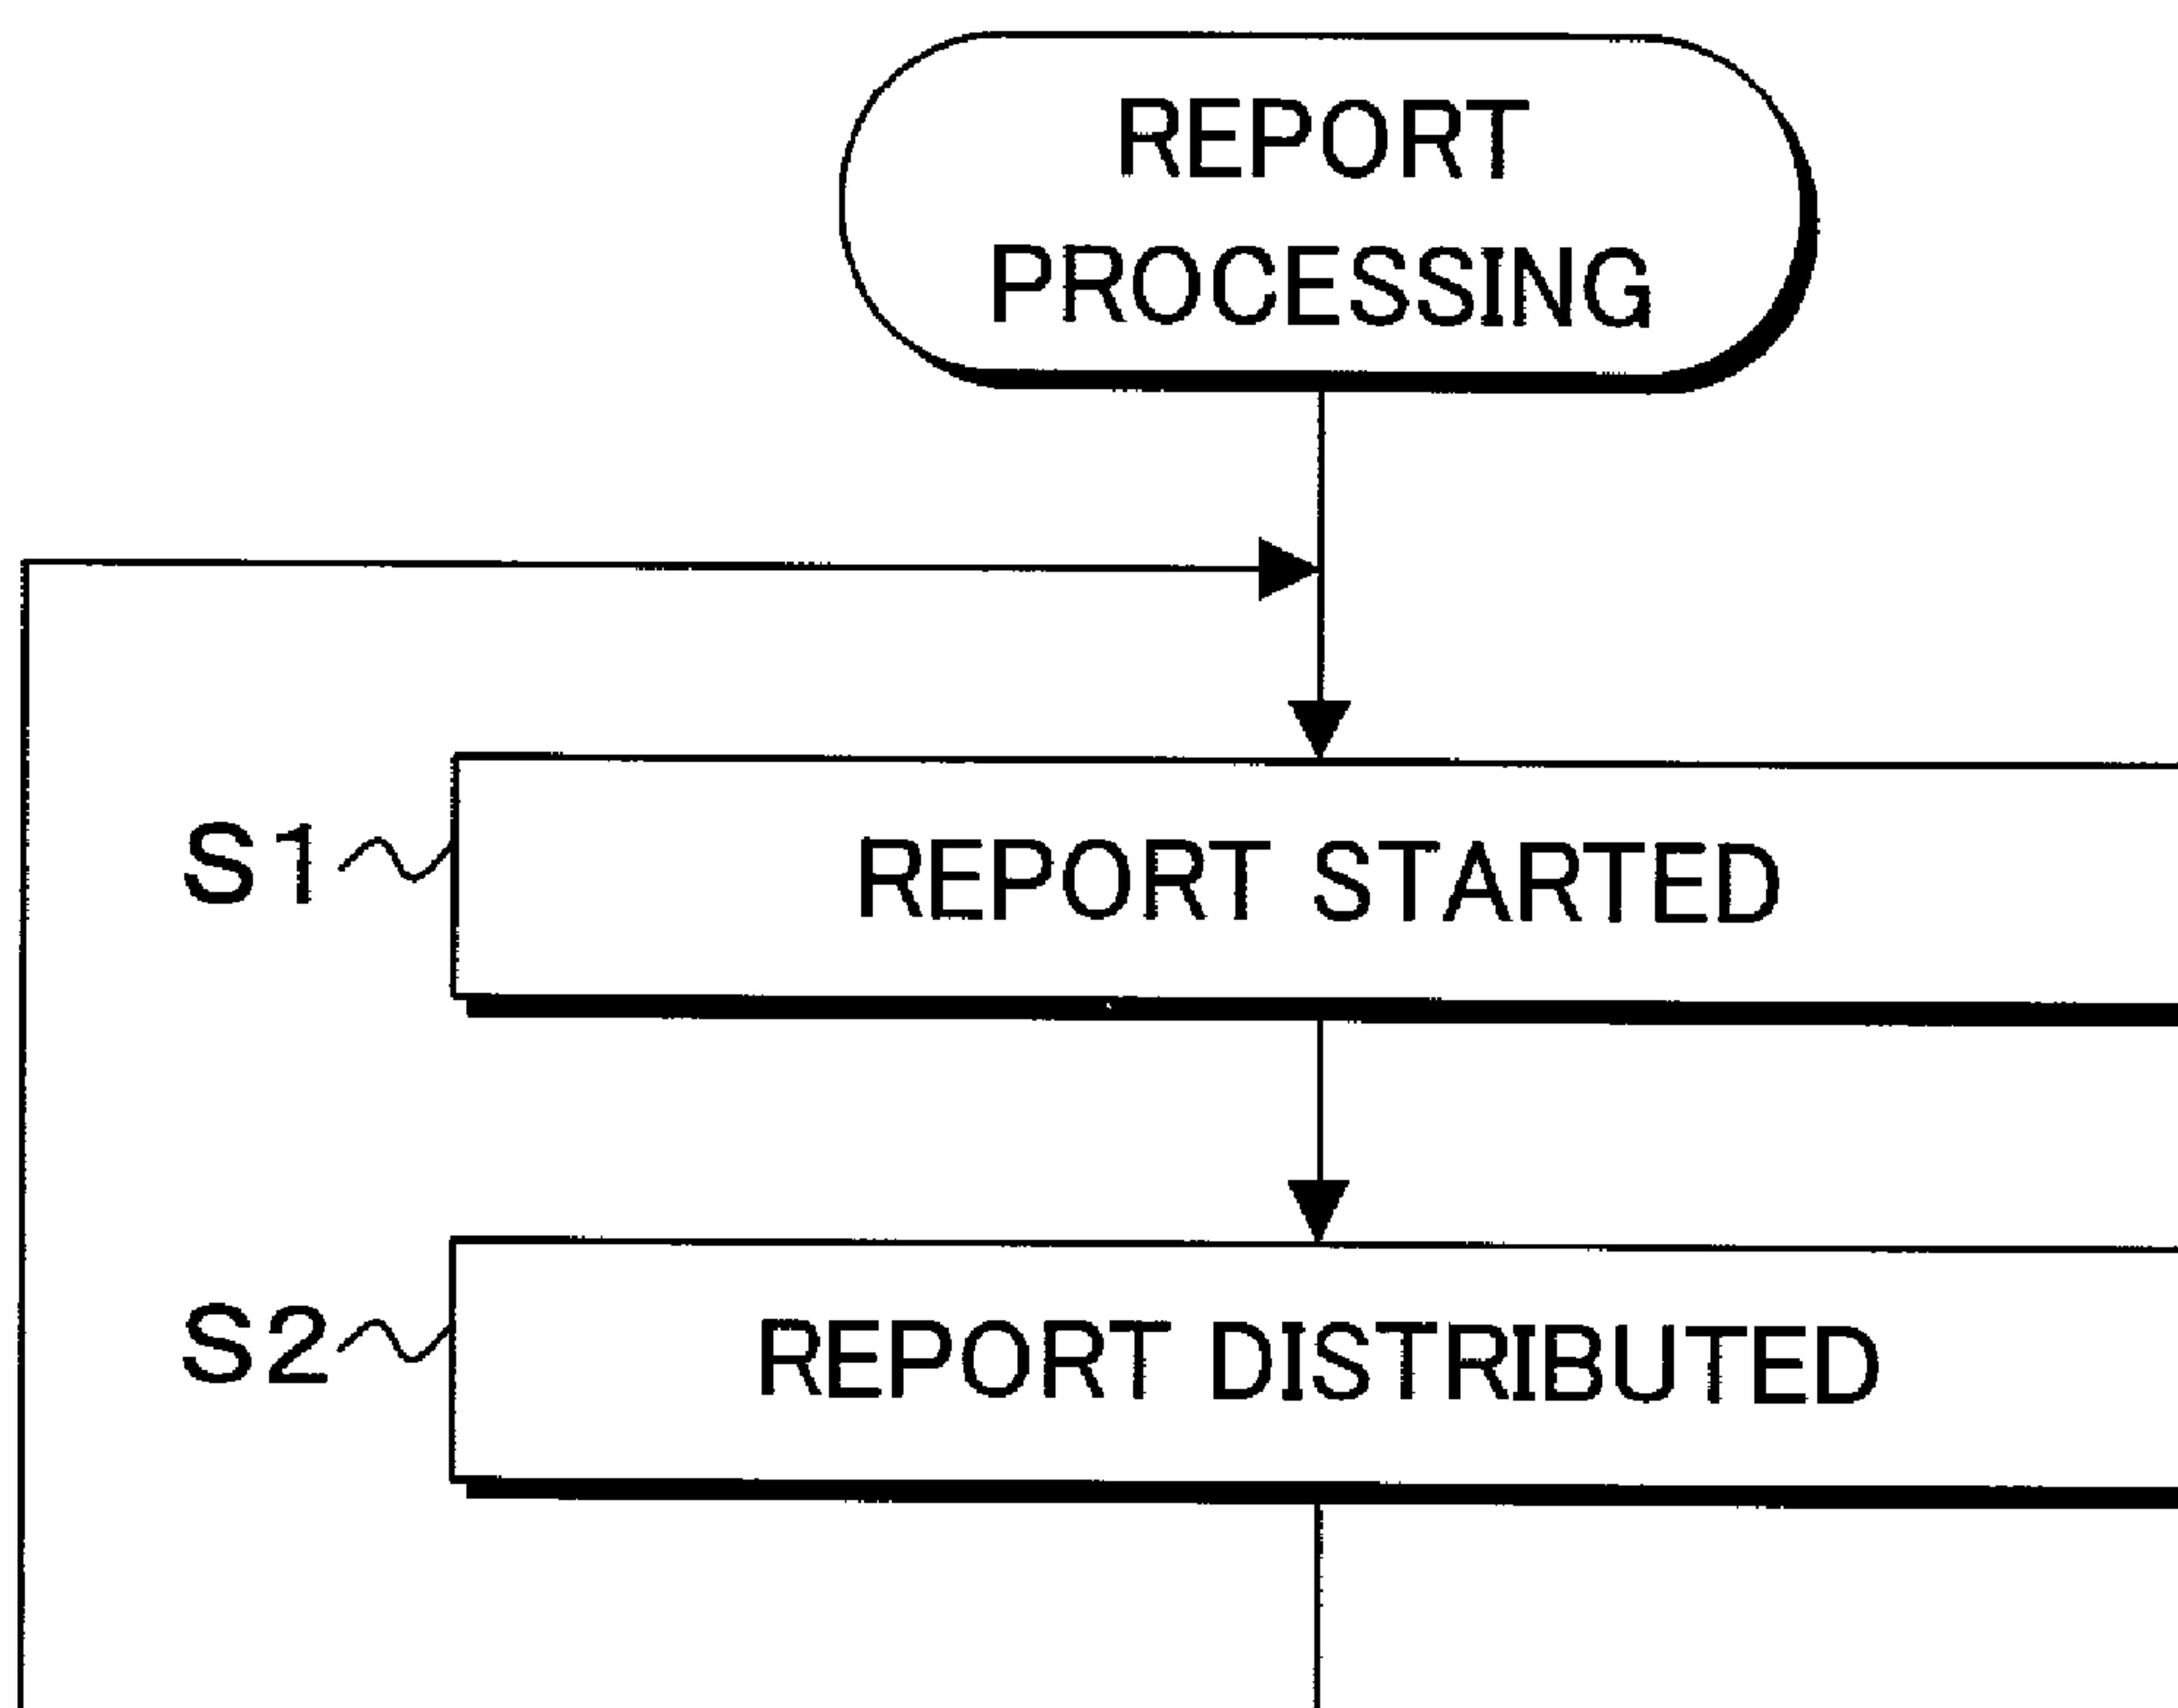 REPORT
PROCESSING
S1 REPORT STARTED
S2 REPORT DISTRIBUTED